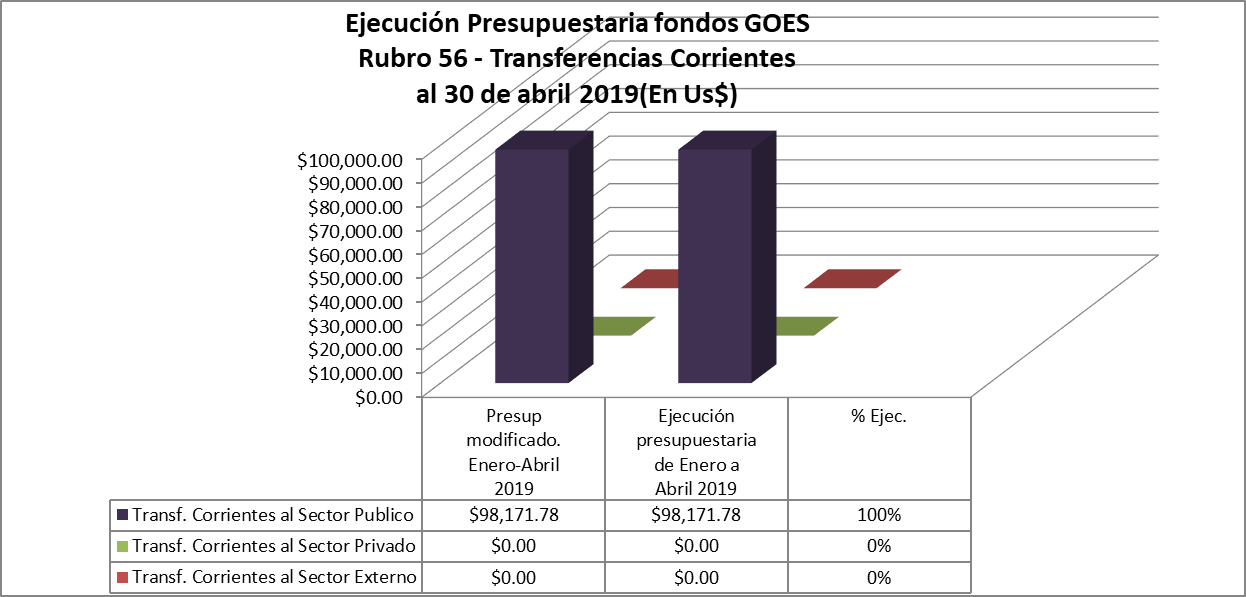 Ejecución Presupuestaria fondos GOES
Rubro 56 - Transferencias Corrientes
al 30 de abril 2019(En Us$)
$100,000.00
$90,000.00
$80,000.00
$70,000.00
$60,000.00
$50,000.00
$40,000.00
$30,000.00
$20,000.00
$10,000.00
$0.00
Presup
modificado.
Enero-Abril
2019
Ejecución
presupuestaria
de Enero a
Abril 2019
% Ejec.
Transf. Corrientes al Sector Publico $98,171.78 $98,171.78 100%
Transf. Corrientes al Sector Privado $0.00 $0.00 0%
Transf. Corrientes al Sector Externo $0.00 $0.00 0%